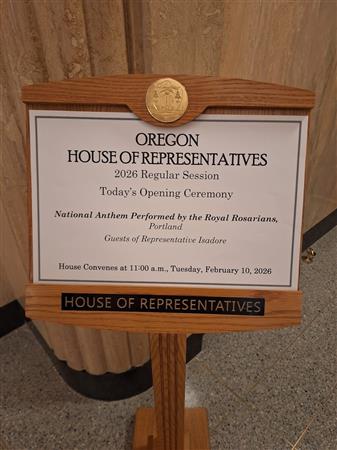 OREGON
HOUSE OF REPRESENTATIVES
2026 Regular Session
Today's Opening Ceremony
National Anthem Performed by the Royal Rosarians,
Portland
Guests of Representative Isadore
House Convenes at 11:00 a.m., Tuesday, February 10, 2026
HOUSE OF REPRESENTATIVES